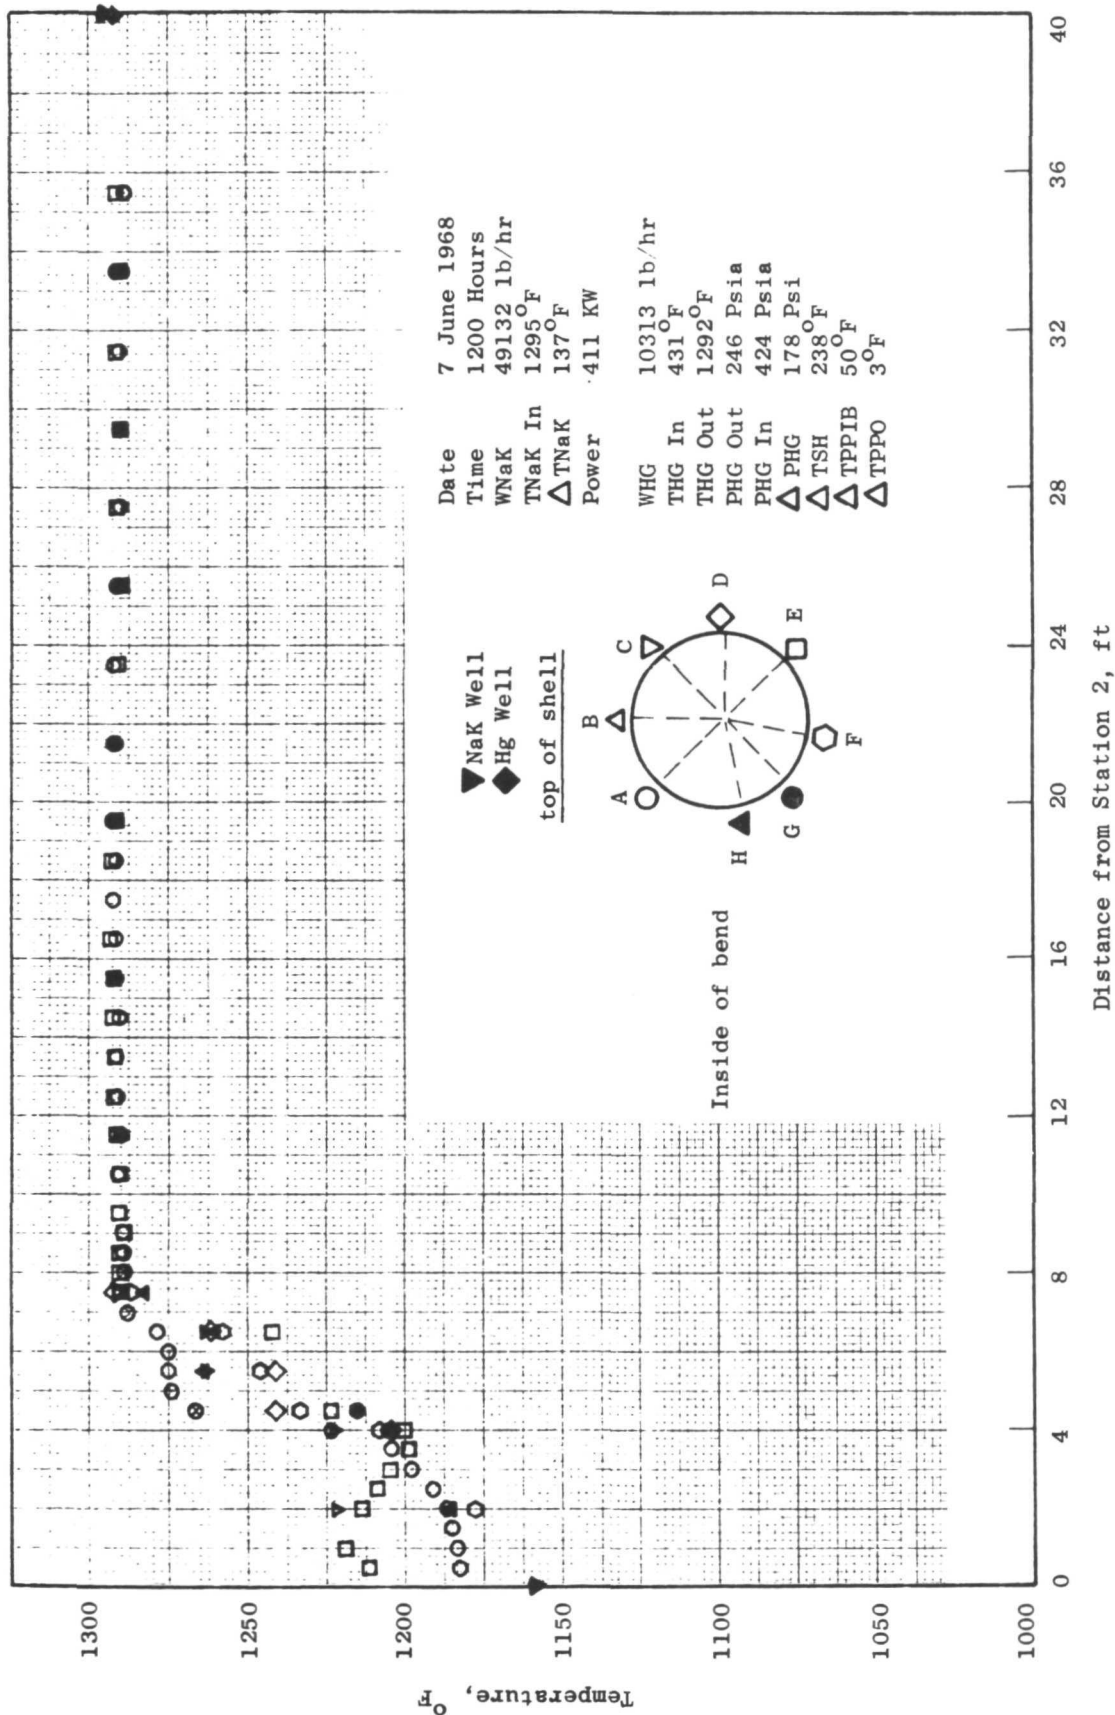 Temperature, °F
1300
1250
1200
1150
1100
1050
1000
0
4
8
12
16
20
24
28
32
36
40
Distance from Station 2, ft
NaK Well
Hg Well
top of shell
Inside of bend
A
B
C
D
E
F
G
H
Date 7 June 1968
Time 1200 Hours
WNaK 49132 lb/hr
TNaK In 1295°F
△TNaK 137°F
Power 411 KW
WHG 10313 lb/hr
THG In 431°F
THG Out 1292°F
PHG Out 246 Psia
PHG In 424 Psia
△PHG 178 Psi
△TSH 238°F
△TPPIB 50°F
△TPPO 3°F